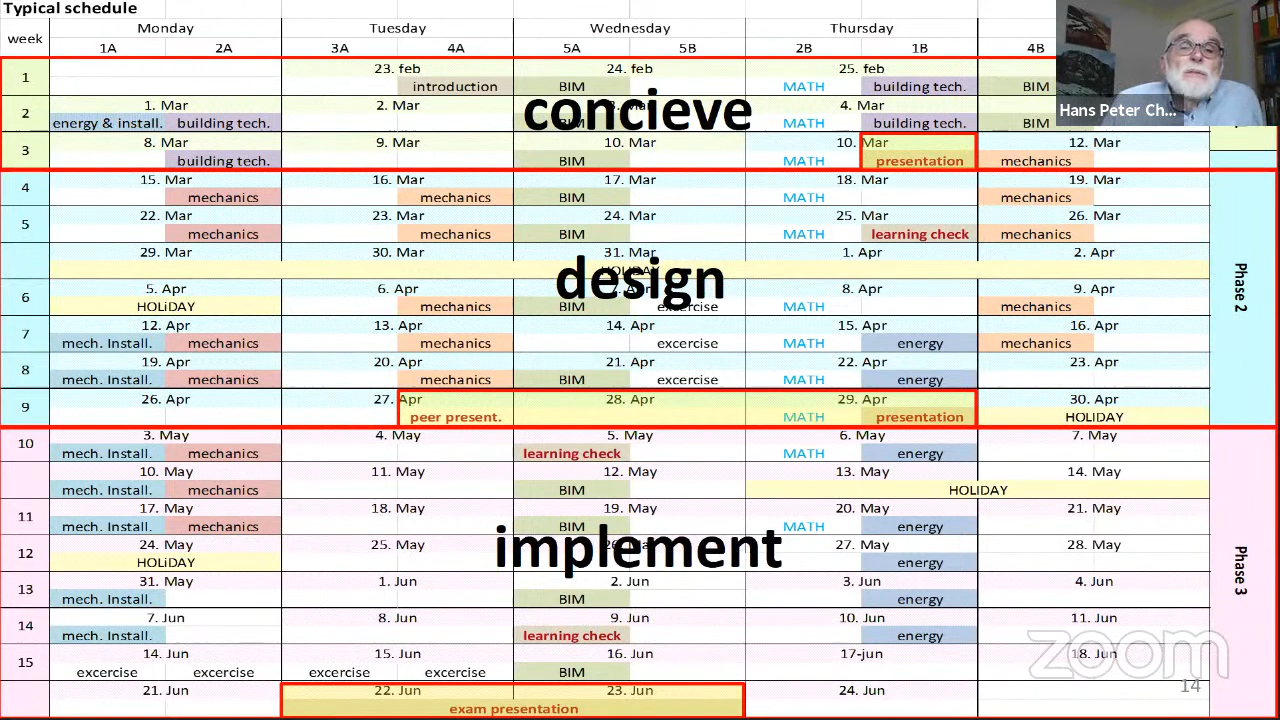 Typical schedule
week Monday Tuesday Wednesday Thursday
1A 2A 3A 4A 5A 5B 2B 1B 4B
1 23. feb 24. feb 25. feb
introduction BIM MATH building tech. BIM
concieve
2 1. Mar 2. Mar 4. Mar
energy & install. building tech. MATH building tech. BIM
3 8. Mar 9. Mar 10. Mar 10. Mar 12. Mar
building tech. BIM MATH presentation mechanics
4 15. Mar 16. Mar 17. Mar 18. Mar 19. Mar
mechanics mechanics BIM MATH mechanics
5 22. Mar 23. Mar 24. Mar 25. Mar 26. Mar
mechanics mechanics BIM MATH learning check mechanics
29. Mar 30. Mar 31. Mar 1. Apr 2. Apr
HOLIDAY
design
6 5. Apr 6. Apr 8. Apr 9. Apr
HOLiDAY mechanics excercise MATH mechanics
7 12. Apr 13. Apr 14. Apr 15. Apr 16. Apr
mech. Install. mechanics mechanics excercise MATH energy mechanics
8 19. Apr 20. Apr 21. Apr 22. Apr 23. Apr
mech. Install. mechanics mechanics BIM excercise MATH energy
9 26. Apr 27. Apr 28. Apr 29. Apr 30. Apr
peer present. MATH presentation HOLIDAY
Phase 2
10 3. May 4. May 5. May 6. May 7. May
mech. Install. mechanics learning check MATH energy
10. May 11. May 12. May 13. May 14. May
mech. Install. mechanics BIM HOLIDAY
11 17. May 18. May 19. May 20. May 21. May
mech. Install. mechanics BIM MATH energy
implement
12 24. May 25. May 27. May 28. May
HOLiDAY energy
13 31. May 1. Jun 2. Jun 3. Jun 4. Jun
mech. Install. BIM energy
14 7. Jun 8. Jun 9. Jun 10. Jun 11. Jun
mech. Install. learning check energy
15 14. Jun 15. Jun 16. Jun 17-jun 18. Jun
excercise excercise excercise excercise BIM
21. Jun 22. Jun 23. Jun 24. Jun
exam presentation
Phase 3
Hans Peter Ch...
zoom
14